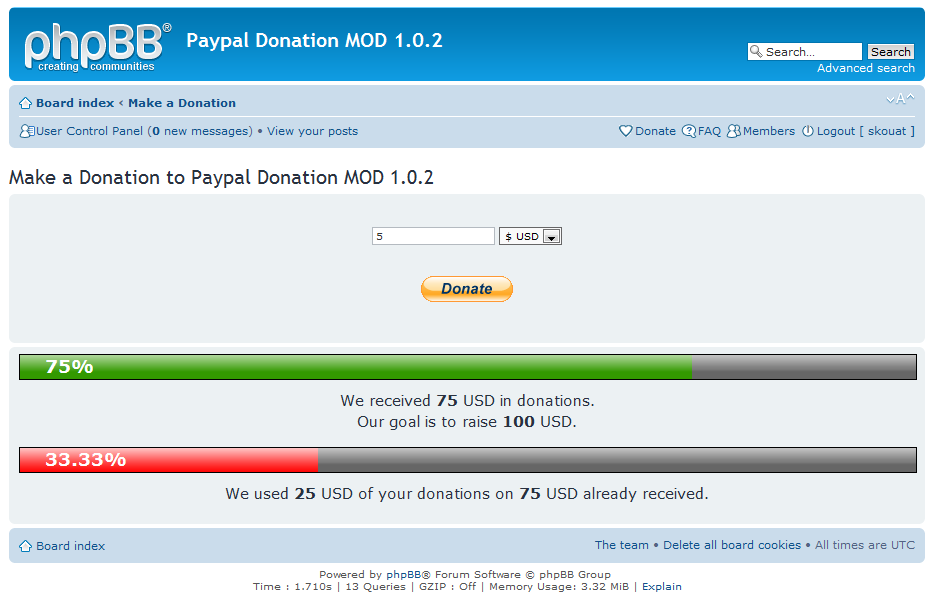 phpBB®
creating communities
Paypal Donation MOD 1.0.2
Search... Search
Advanced search
Board index ‹ Make a Donation
A
User Control Panel (0 new messages) • View your posts
Donate FAQ Members Logout [ skouat ]
Make a Donation to Paypal Donation MOD 1.0.2
5 $ USD
Donate
75%
We received 75 USD in donations.
Our goal is to raise 100 USD.
33.33%
We used 25 USD of your donations on 75 USD already received.
Board index
The team • Delete all board cookies • All times are UTC
Powered by phpBB® Forum Software © phpBB Group
Time : 1.710s | 13 Queries | GZIP : Off | Memory Usage: 3.32 MiB | Explain